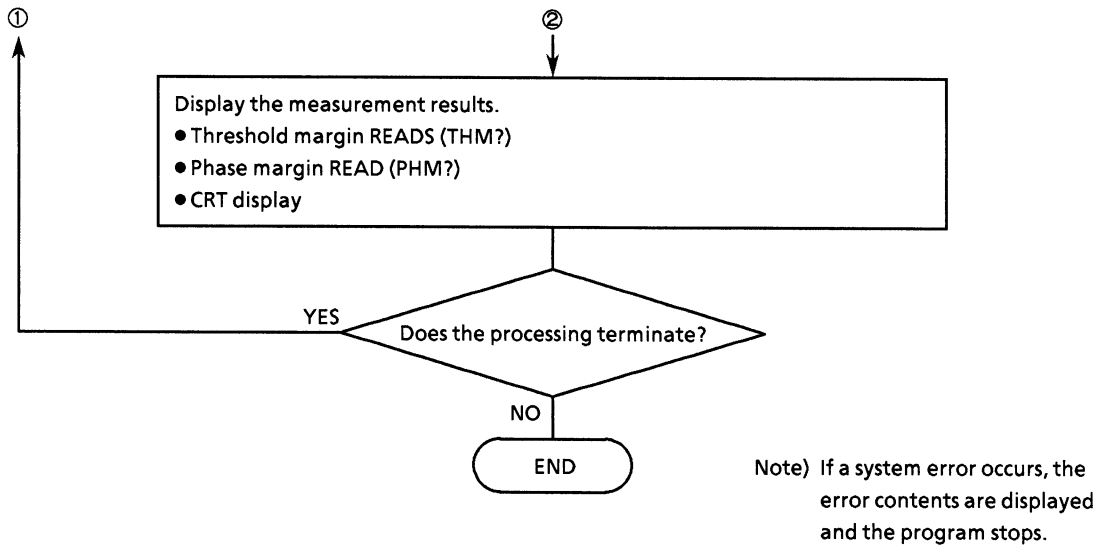 ① ②
Display the measurement results.
● Threshold margin READS (THM?)
● Phase margin READ (PHM?)
● CRT display
YES
Does the processing terminate?
NO
END
Note) If a system error occurs, the
error contents are displayed
and the program stops.